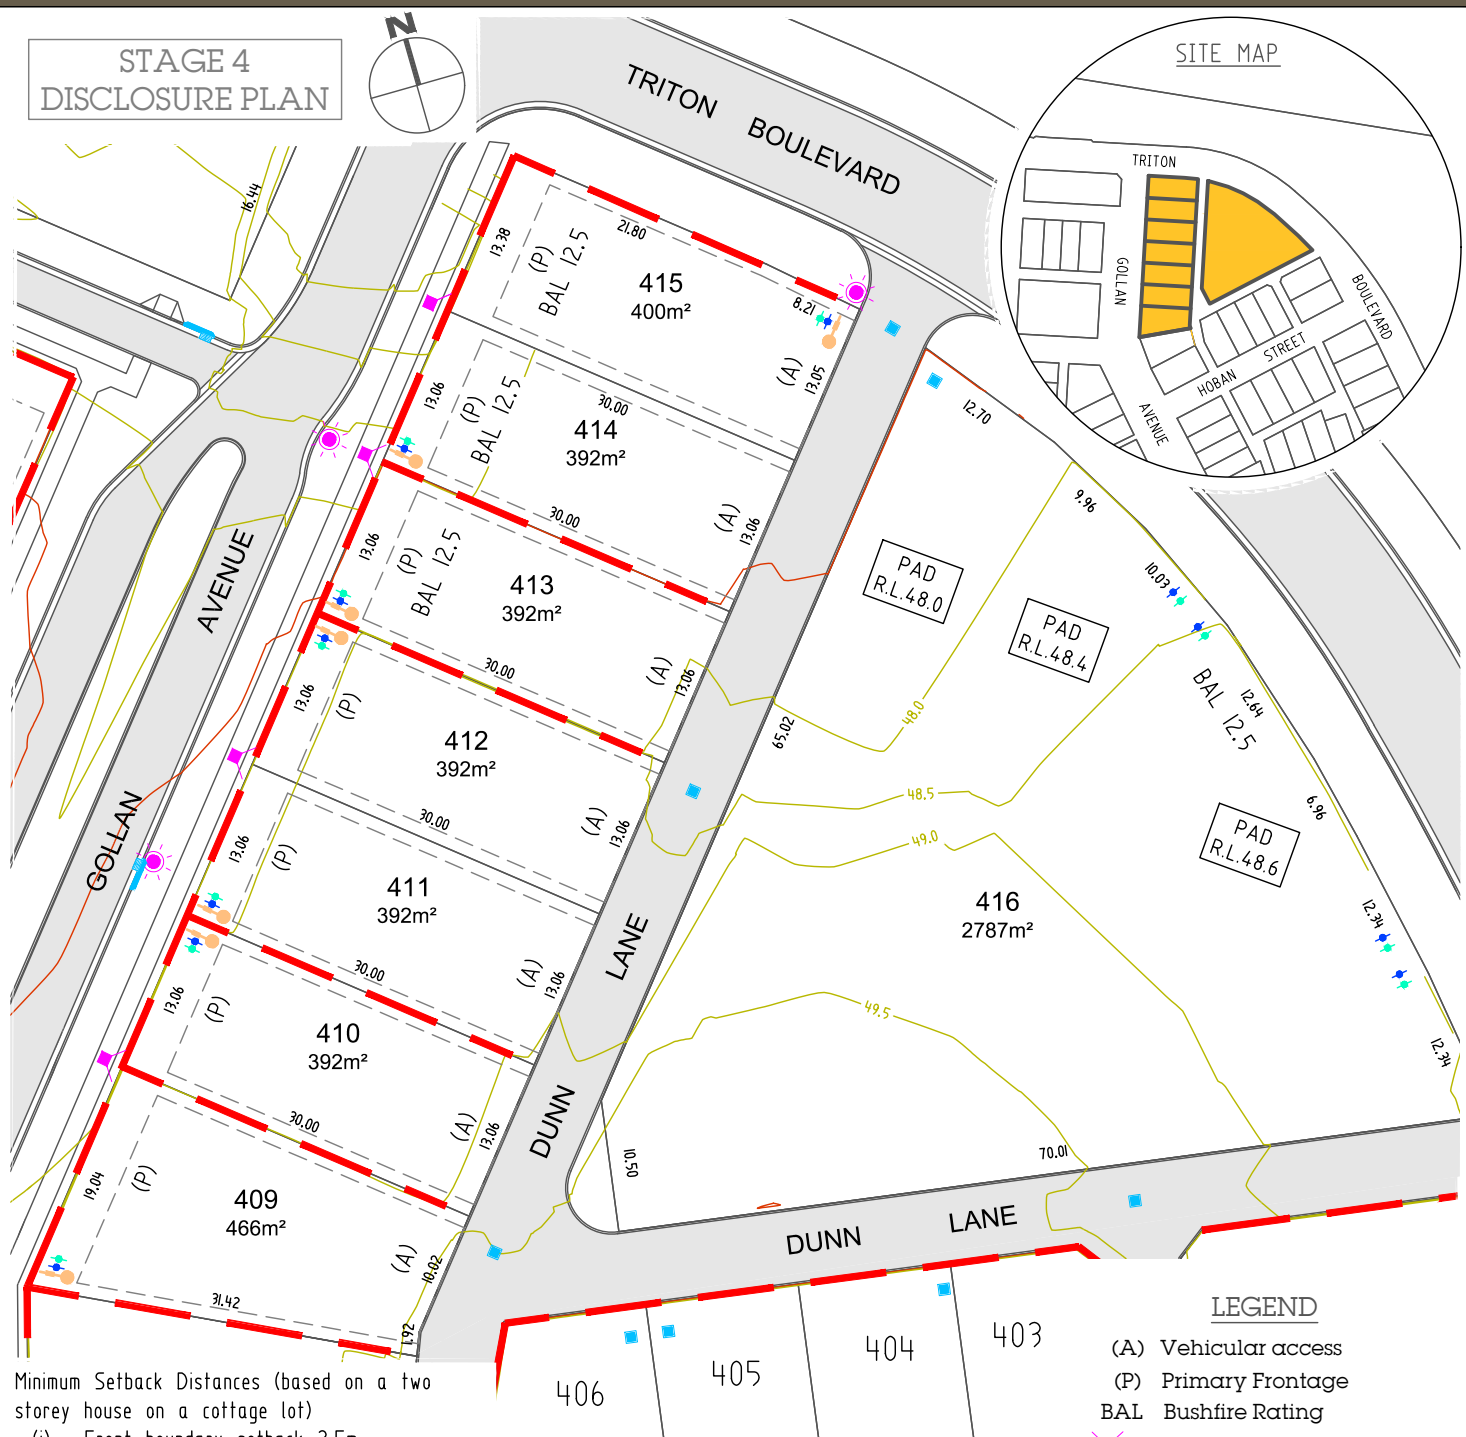 STAGE 4
DISCLOSURE PLAN
N
TRITON BOULEVARD
SITE MAP
TRITON
GOLLAN
BOULEVARD
HOBAN STREET
AVENUE
16.44
13.38
(P)
BAL 12.5
21.80
415
400m²
8.21
(A)
13.05
13.06
(P)
BAL 12.5
30.00
414
392m²
(A)
13.06
12.70
9.96
30.00
13.06
(P)
BAL 12.5
413
392m²
(A)
13.06
PAD
R.L.48.0
10.03
PAD
R.L.48.4
AVENUE
30.00
13.06
(P)
412
392m²
(A)
13.06
65.02
48.0
BAL 12.5
12.64
48.5
6.96
GOLLAN
30.00
13.06
(P)
411
392m²
(A)
13.06
49.0
PAD
R.L.48.6
416
2787m²
12.34
LANE
30.00
13.06
(P)
410
392m²
(A)
13.06
49.5
12.34
DUNN
30.00
10.50
70.01
19.04
(P)
409
466m²
(A)
10.02
DUNN LANE
31.42
1.92
406
405
404
403
Minimum Setback Distances (based on a two
storey house on a cottage lot)
LEGEND
(A) Vehicular access
(P) Primary Frontage
BAL Bushfire Rating